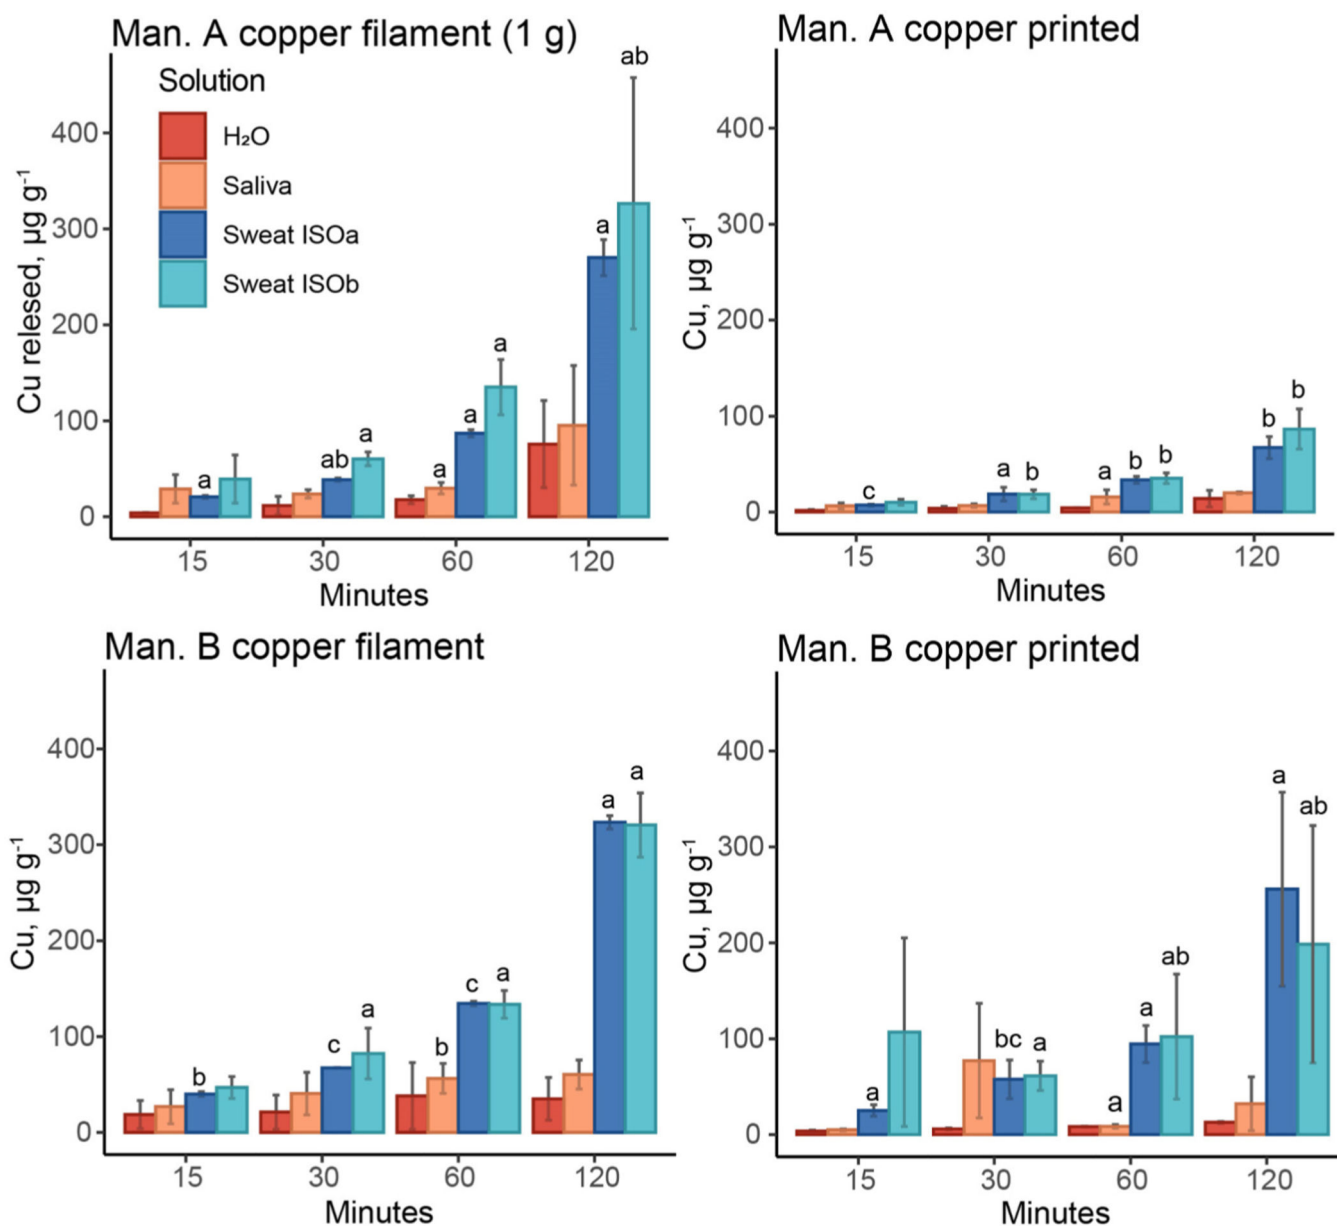 Man. A copper filament (1 g)
Solution
H₂O
Saliva
Sweat ISOa
Sweat ISOb
Cu relesed, µg g⁻¹
400
300
200
100
0
a
ab
a
a
a
a
a
ab
15
30
60
120
Minutes
Man. A copper printed
Cu, µg g⁻¹
400
300
200
100
0
c
a
b
a
b
b
b
b
15
30
60
120
Minutes
Man. B copper filament
Cu, µg g⁻¹
400
300
200
100
0
b
c
a
b
c
a
a
a
15
30
60
120
Minutes
Man. B copper printed
Cu, µg g⁻¹
400
300
200
100
0
a
bc
a
a
a
ab
a
ab
15
30
60
120
Minutes